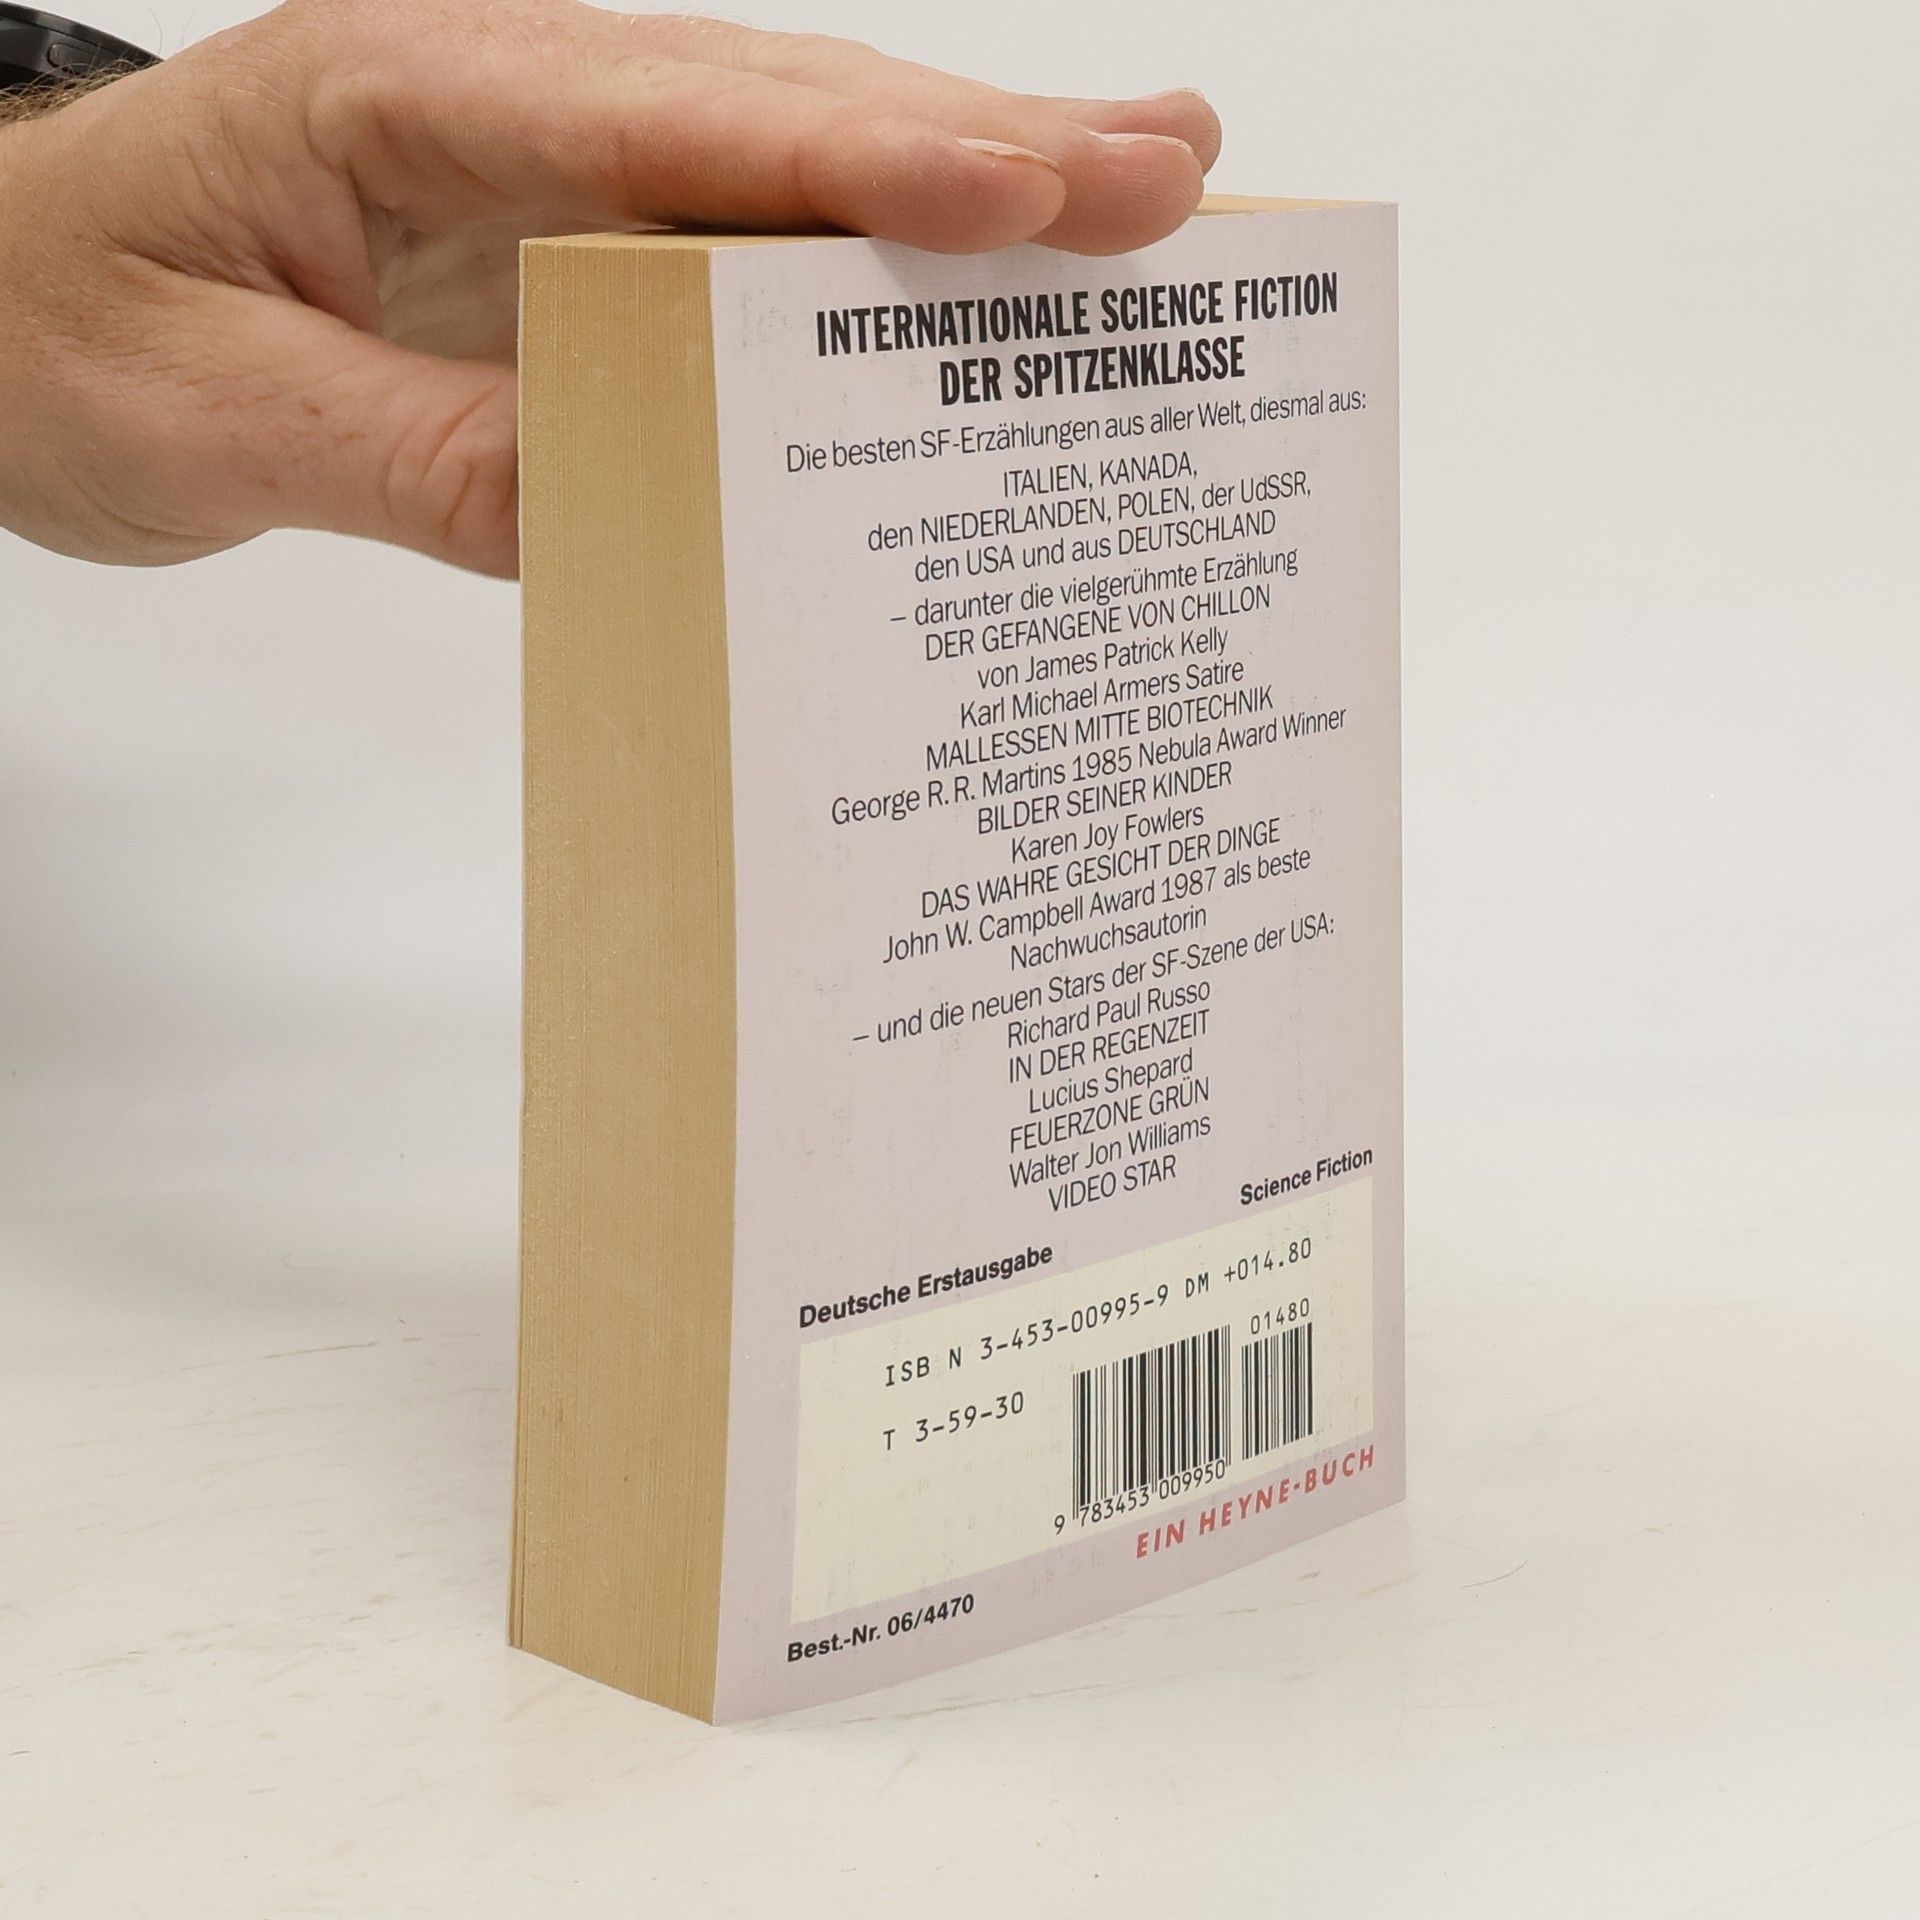 INTERNATIONALE SCIENCE FICTION
DER SPITZENKLASSE
Die besten SF-Erzählungen aus aller Welt, diesmal aus:
ITALIEN, KANADA,
den NIEDERLANDEN, POLEN, der UdSSR,
den USA und aus DEUTSCHLAND
– darunter die vielgerühmte Erzählung
DER GEFANGENE VON CHILLON
von James Patrick Kelly
Karl Michael Armers Satire
MALLESSEN MITTE BIOTECHNIK
George R. R. Martins 1985 Nebula Award Winner
BILDER SEINER KINDER
Karen Joy Fowlers
DAS WAHRE GESICHT DER DINGE
John W. Campbell Award 1987 als beste
Nachwuchsautorin
– und die neuen Stars der SF-Szene der USA:
Richard Paul Russo
IN DER REGENZEIT
Lucius Shepard
FEUERZONE GRÜN
Walter Jon Williams
VIDEO STAR
Science Fiction
Deutsche Erstausgabe
ISB N 3-453-00995-9 DM +014.80
01480
T 3-59-30
9 783453 009950
EIN HEYNE-BUCH
Best.-Nr. 06/4470